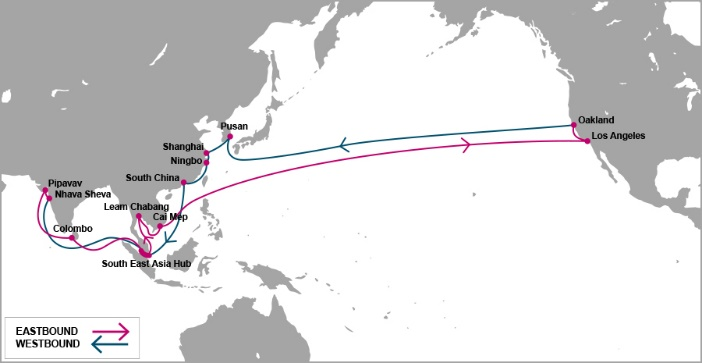 Oakland
Los Angeles
Pusan
Shanghai
Ningbo
South China
Pipavav
Nhava Sheva
Leam Chabang
Cai Mep
Colombo
South East Asia Hub
EASTBOUND
WESTBOUND